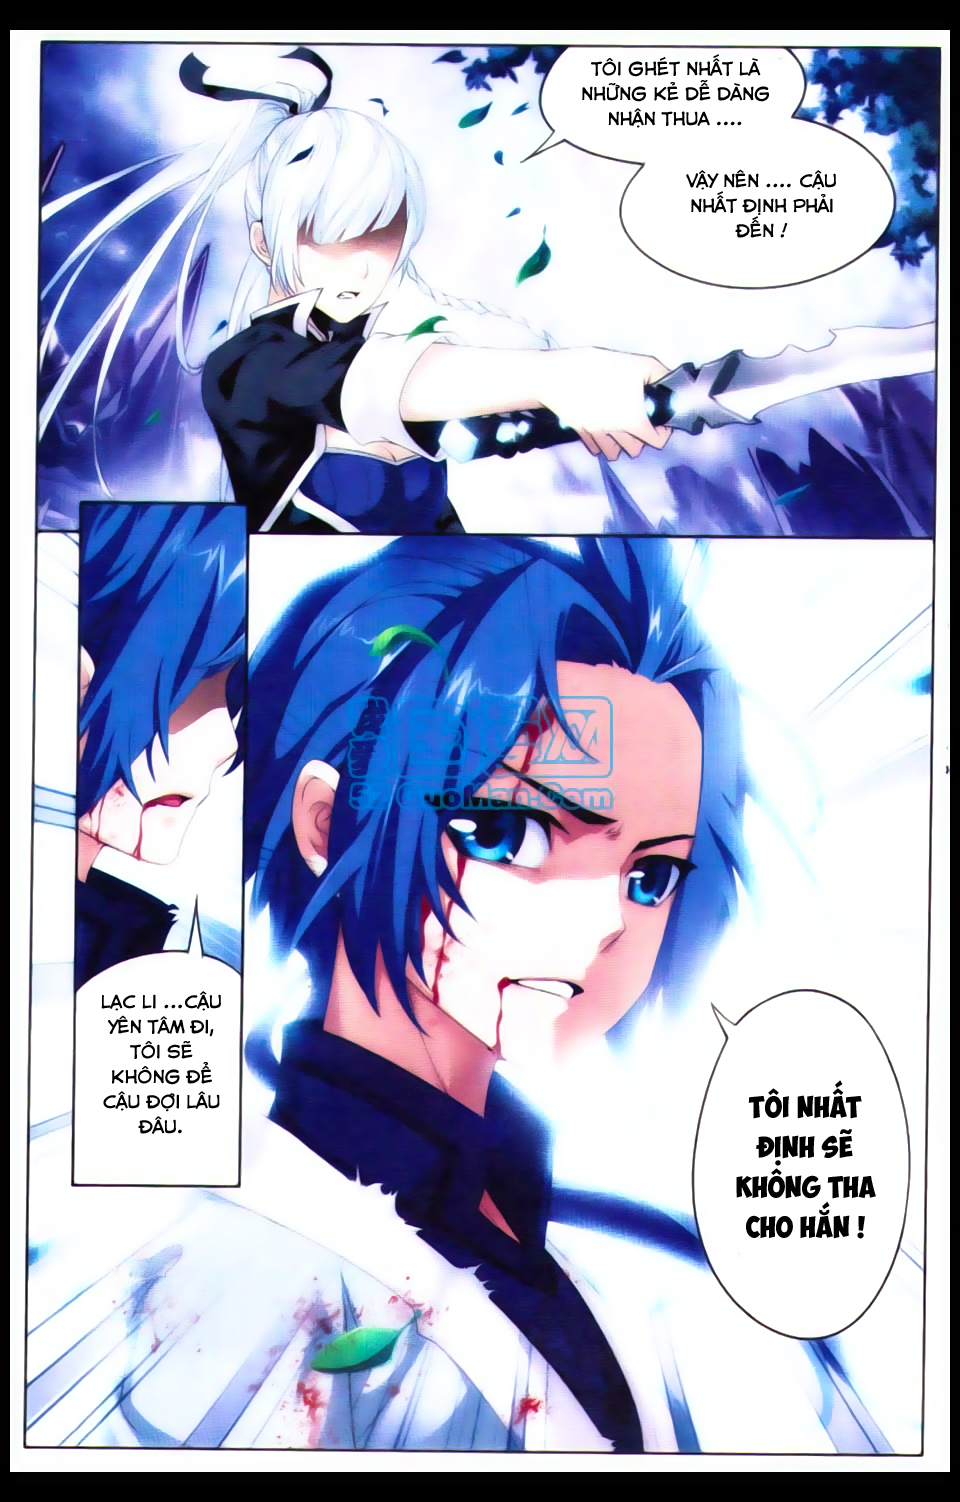 TÔI GHÉT NHẤT LÀ
NHỮNG KẺ DỄ DÀNG
NHẬN THUA ....
VẬY NÊN .... CẬU
NHẤT ĐỊNH PHẢI
ĐẾN !
LẠC LI ...CẬU
YÊN TÂM ĐI,
TÔI SẼ
KHÔNG ĐỂ
CẬU ĐỢI LÂU
ĐÂU.
TÔI NHẤT
ĐỊNH SẼ
KHÔNG THA
CHO HẮN !